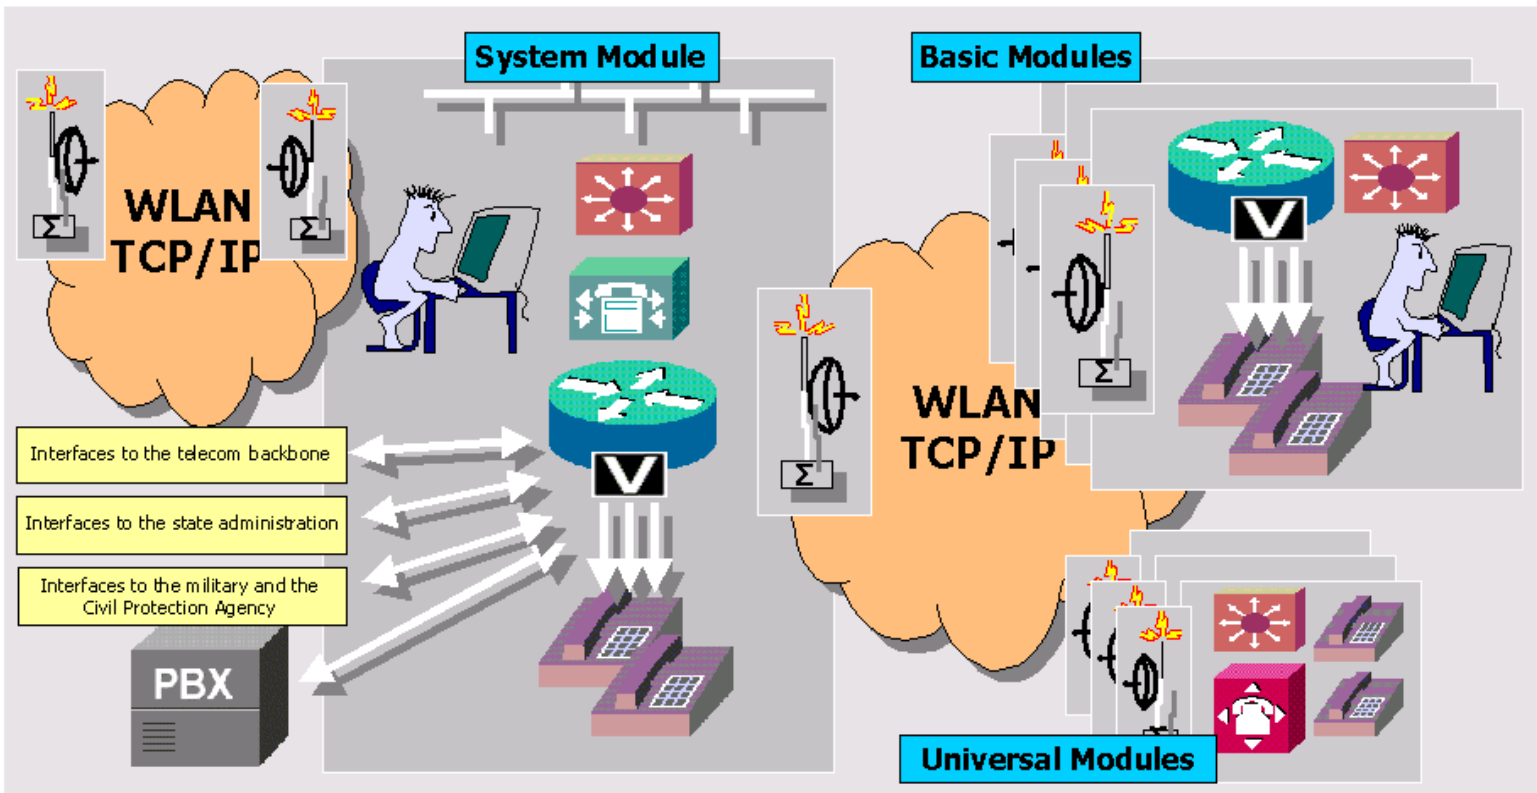 System Module
Basic Modules
WLAN
TCP/IP
Σ
Σ
V
WLAN
TCP/IP
Σ
Σ
Interfaces to the telecom backbone
V
Interfaces to the state administration
Interfaces to the military and the
Civil Protection Agency
PBX
Universal Modules